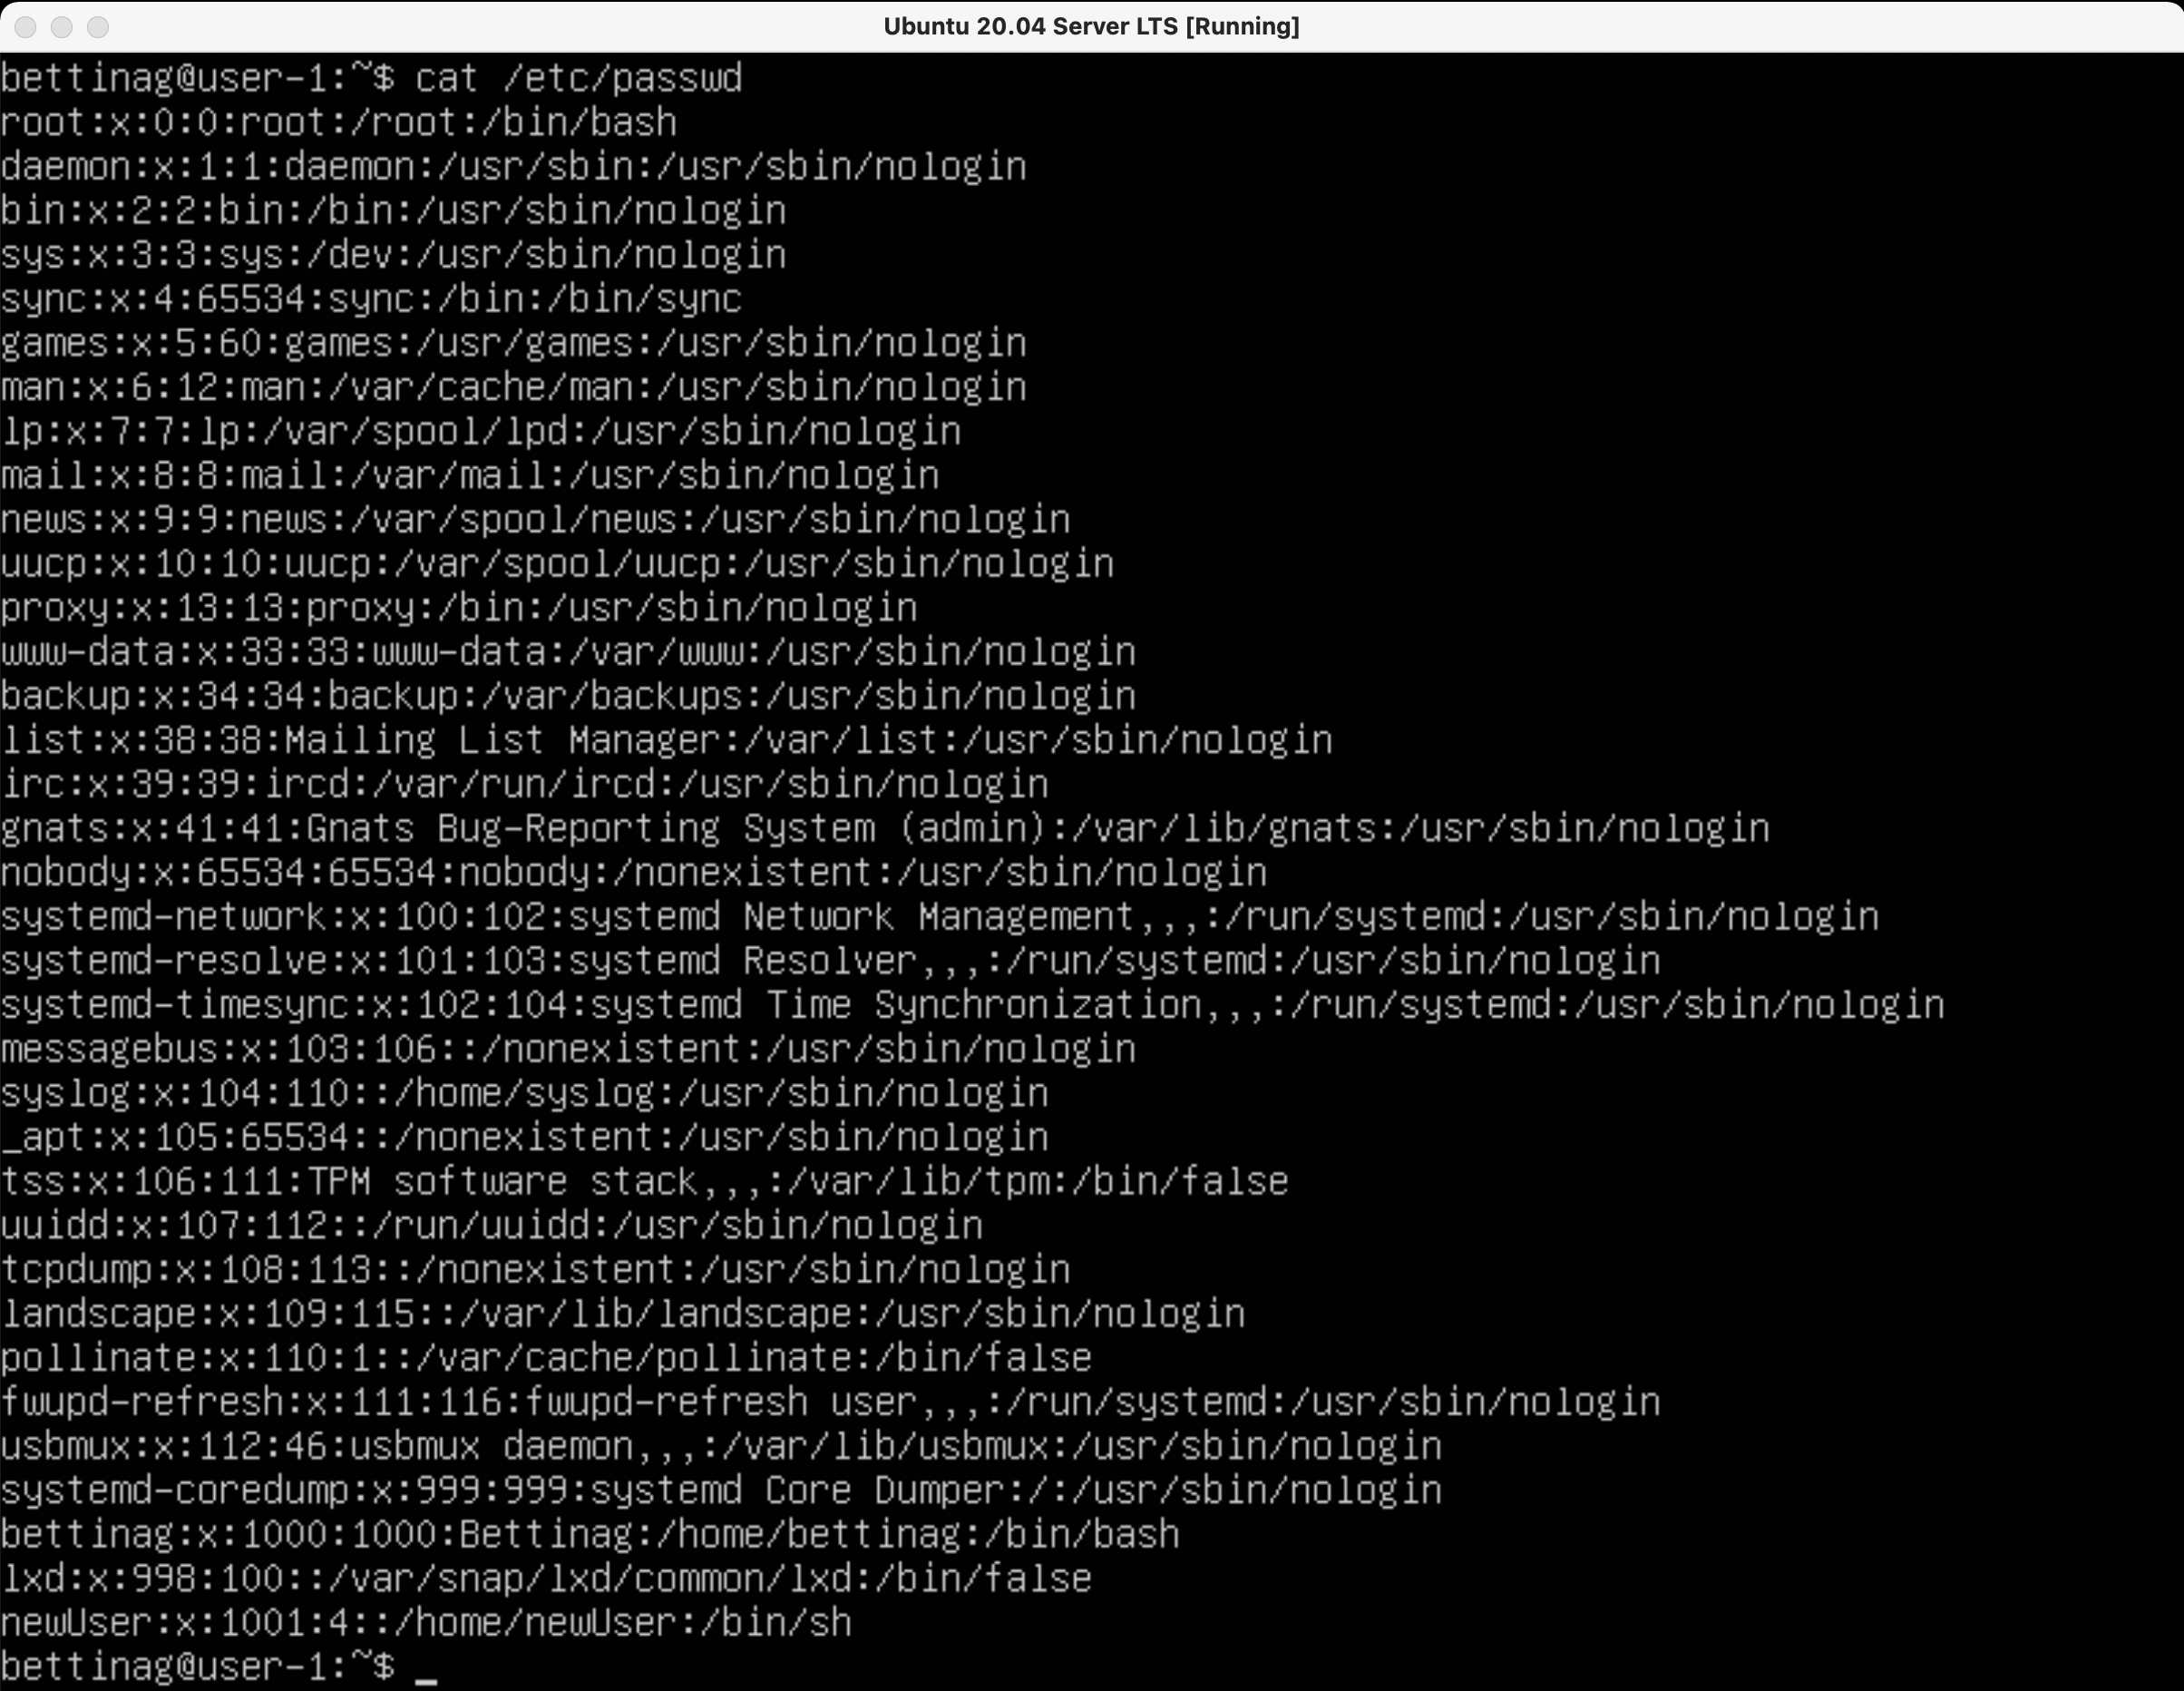 Ubuntu 20.04 Server LTS [Running]
bettinag@user-1:~$ cat /etc/passwd
root:x:0:0:root:/root:/bin/bash
daemon:x:1:1:daemon:/usr/sbin:/usr/sbin/nologin
bin:x:2:2:bin:/bin:/usr/sbin/nologin
sys:x:3:3:sys:/dev:/usr/sbin/nologin
sync:x:4:65534:sync:/bin:/bin/sync
games:x:5:60:games:/usr/games:/usr/sbin/nologin
man:x:6:12:man:/var/cache/man:/usr/sbin/nologin
lp:x:7:7:lp:/var/spool/lpd:/usr/sbin/nologin
mail:x:8:8:mail:/var/mail:/usr/sbin/nologin
news:x:9:9:news:/var/spool/news:/usr/sbin/nologin
uucp:x:10:10:uucp:/var/spool/uucp:/usr/sbin/nologin
proxy:x:13:13:proxy:/bin:/usr/sbin/nologin
www-data:x:33:33:www-data:/var/www:/usr/sbin/nologin
backup:x:34:34:backup:/var/backups:/usr/sbin/nologin
list:x:38:38:Mailing List Manager:/var/list:/usr/sbin/nologin
irc:x:39:39:ircd:/var/run/ircd:/usr/sbin/nologin
gnats:x:41:41:Gnats Bug-Reporting System (admin):/var/lib/gnats:/usr/sbin/nologin
nobody:x:65534:65534:nobody:/nonexistent:/usr/sbin/nologin
systemd-network:x:100:102:systemd Network Management,,,:/run/systemd:/usr/sbin/nologin
systemd-resolve:x:101:103:systemd Resolver,,,:/run/systemd:/usr/sbin/nologin
systemd-timesync:x:102:104:systemd Time Synchronization,,,:/run/systemd:/usr/sbin/nologin
messagebus:x:103:106::/nonexistent:/usr/sbin/nologin
syslog:x:104:110::/home/syslog:/usr/sbin/nologin
_apt:x:105:65534::/nonexistent:/usr/sbin/nologin
tss:x:106:111:TPM software stack,,,:/var/lib/tpm:/bin/false
uuidd:x:107:112::/run/uuidd:/usr/sbin/nologin
tcpdump:x:108:113::/nonexistent:/usr/sbin/nologin
landscape:x:109:115::/var/lib/landscape:/usr/sbin/nologin
pollinate:x:110:1::/var/cache/pollinate:/bin/false
fwupd-refresh:x:111:116:fwupd-refresh user,,,:/run/systemd:/usr/sbin/nologin
usbmux:x:112:46:usbmux daemon,,,:/var/lib/usbmux:/usr/sbin/nologin
systemd-coredump:x:999:999:systemd Core Dumper:/:/usr/sbin/nologin
bettinag:x:1000:1000:Bettinag:/home/bettinag:/bin/bash
lxd:x:998:100::/var/snap/lxd/common/lxd:/bin/false
newUser:x:1001:4::/home/newUser:/bin/sh
bettinag@user-1:~$ _